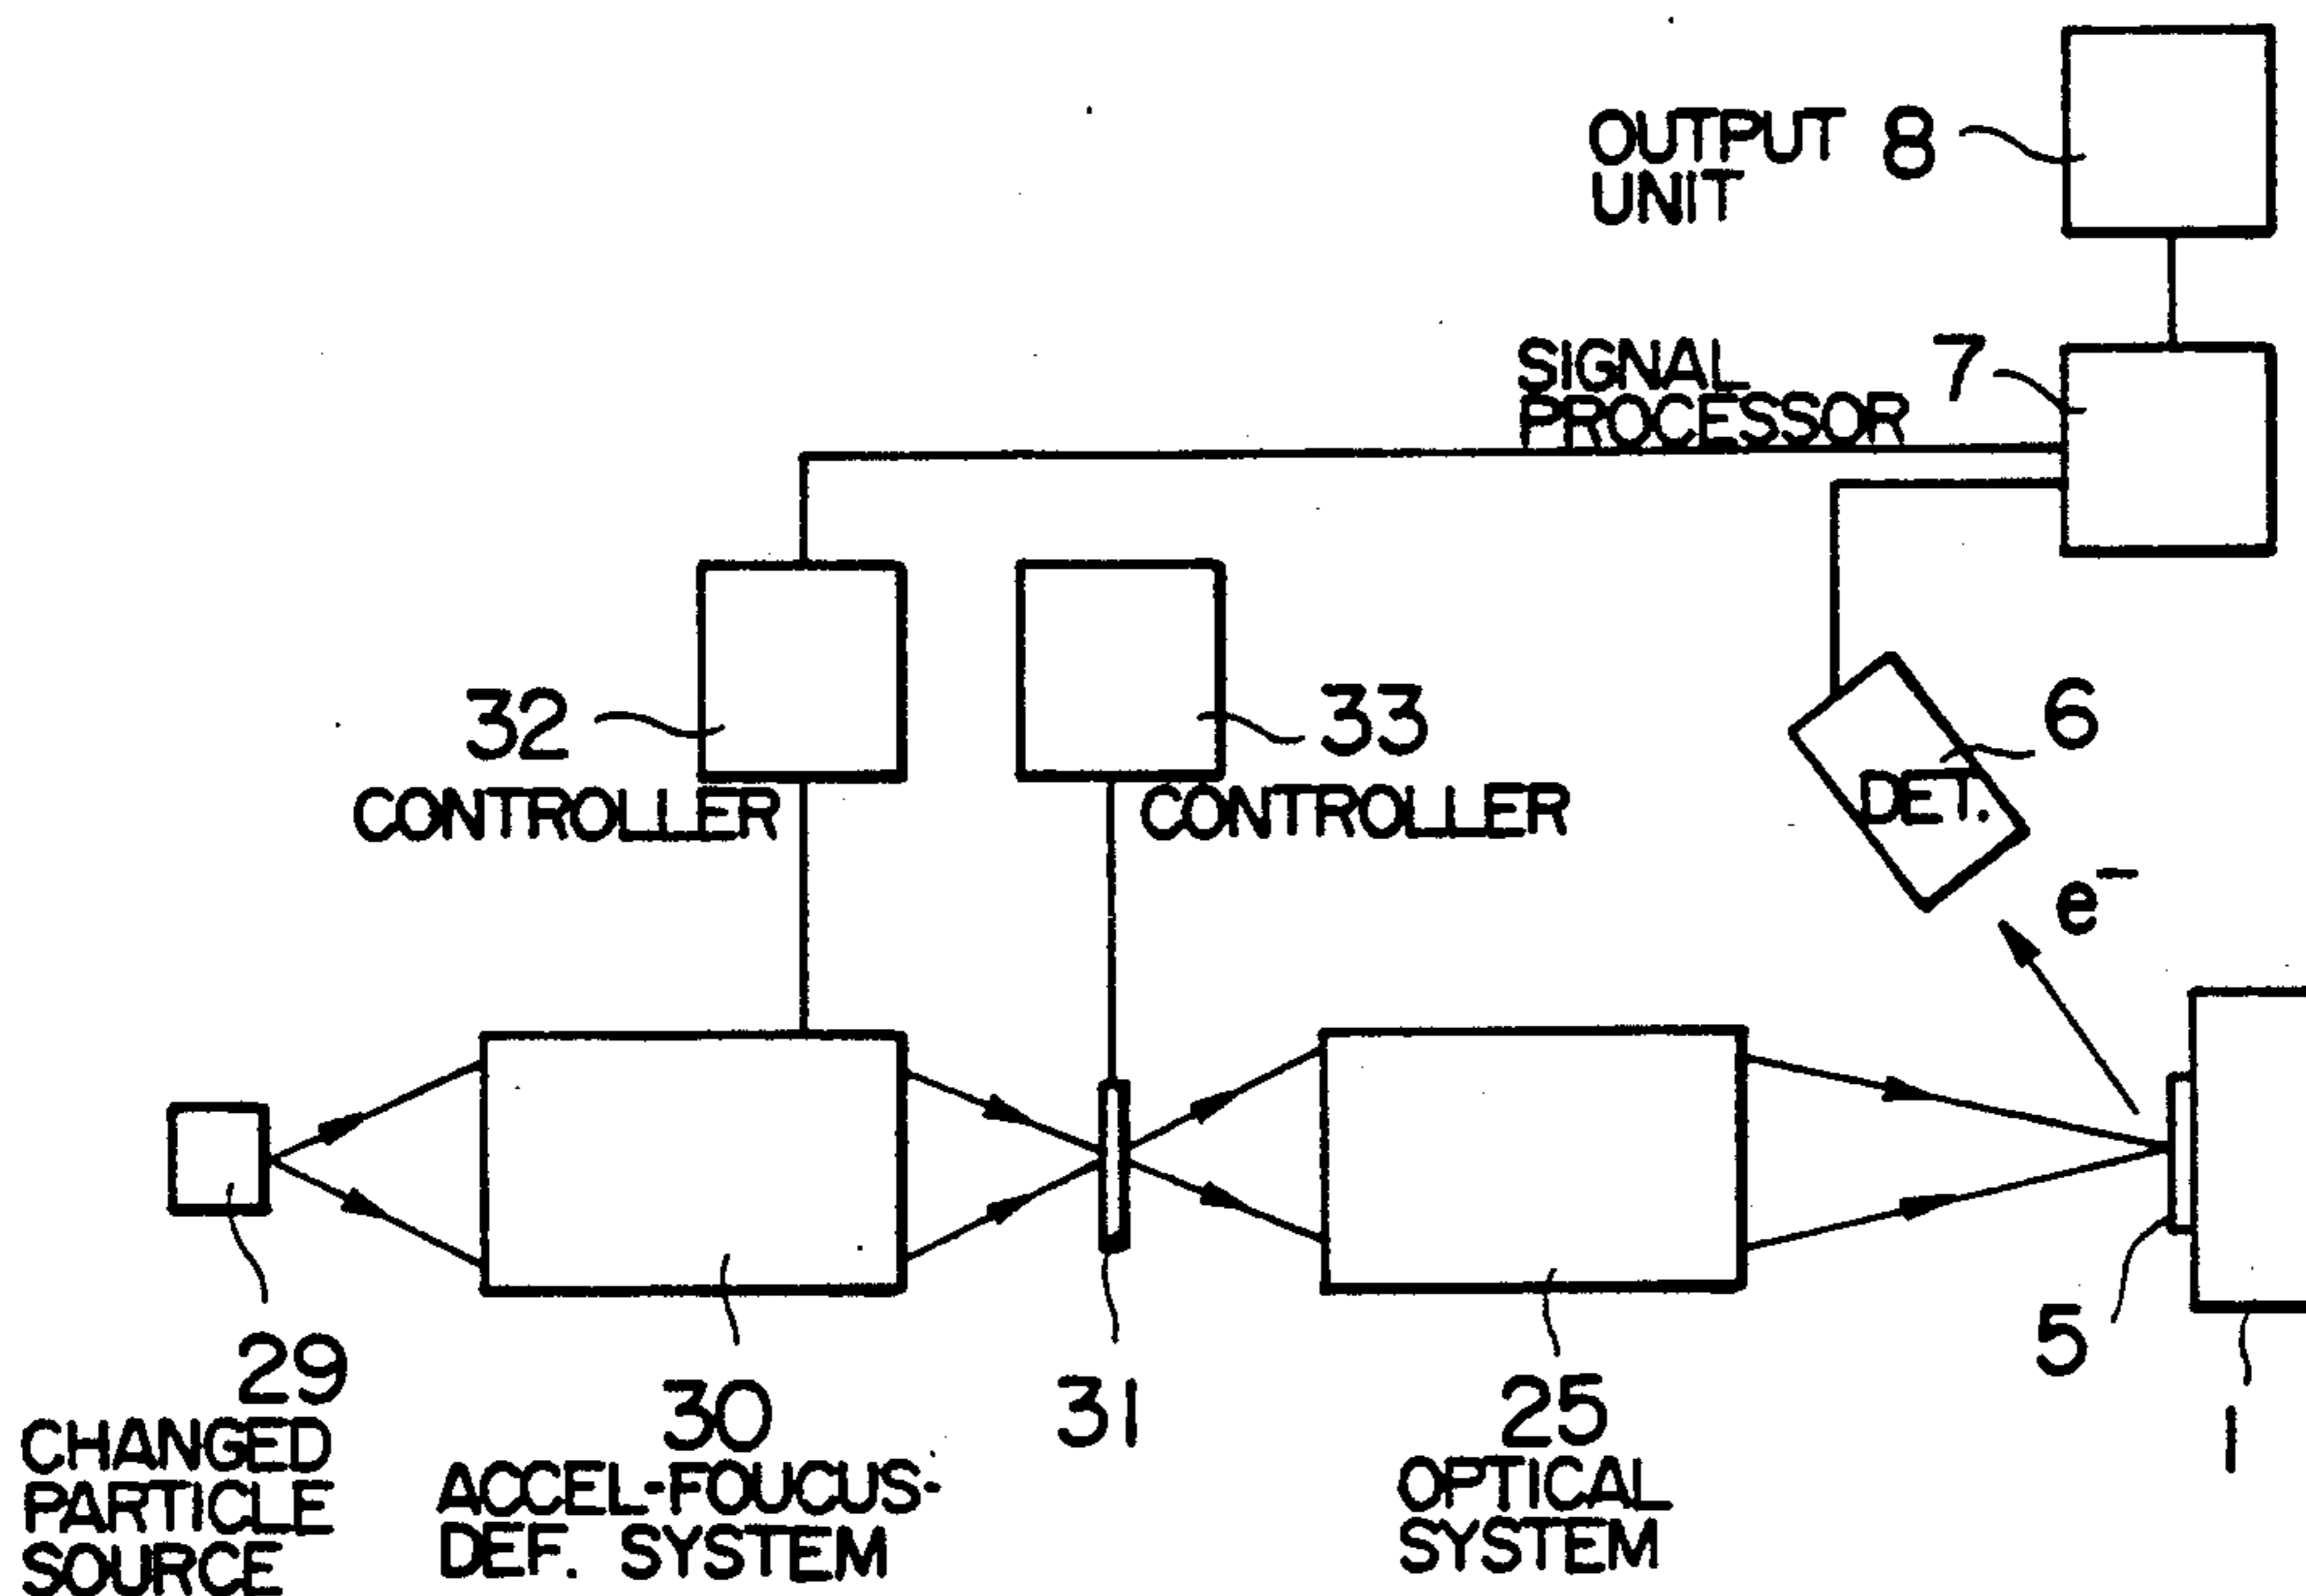 OUTPUT 8
UNIT
SIGNAL 7
PROCESSOR
32
CONTROLLER
33
CONTROLLER
6
DET.
e⁻
29
CHANGED
PARTICLE
SOURCE
30
ACCEL-FOUCUS-
DEF. SYSTEM
31
25
OPTICAL
SYSTEM
5
1